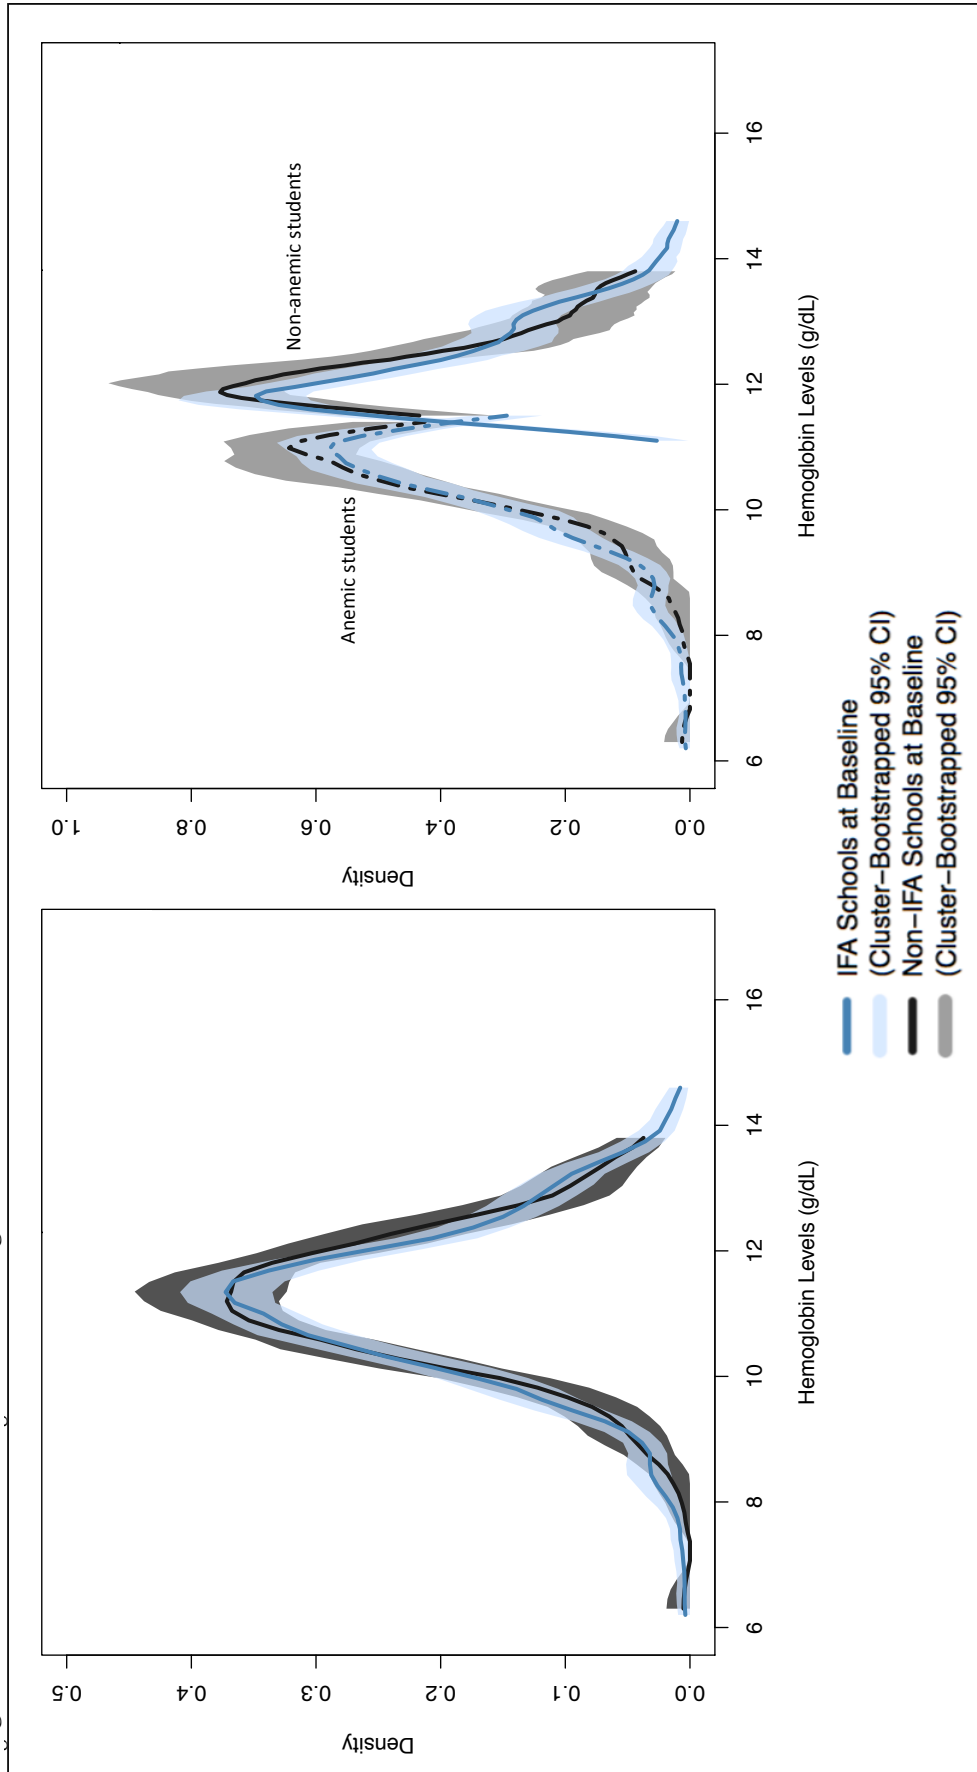 Density
0.0
0.1
0.2
0.3
0.4
0.5
6
8
10
12
14
16
Hemoglobin Levels (g/dL)
Density
0.0
0.2
0.4
0.6
0.8
1.0
6
8
10
12
14
16
Hemoglobin Levels (g/dL)
Anemic students
Non-anemic students
IFA Schools at Baseline
(Cluster−Bootstrapped 95% CI)
Non−IFA Schools at Baseline
(Cluster−Bootstrapped 95% CI)